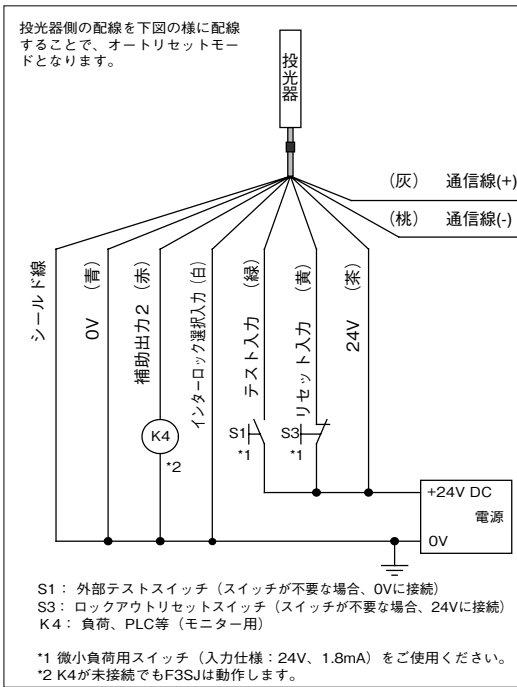 投光器側の配線を下図の様に配線
することで、オートリセットモー
ドとなります。
投光器
(灰) 通信線(+)
(桃) 通信線(-)
シールド線
0V (青)
補助出力2 (赤)
インターロック選択入力 (白)
テスト入力 (緑)
リセット入力 (黄)
24V (茶)
K4
*2
S1
*1
S3
*1
+24V DC
電源
0V
S1： 外部テストスイッチ（スイッチが不要な場合、0Vに接続）
S3： ロックアウトリセットスイッチ（スイッチが不要な場合、24Vに接続）
K4： 負荷、PLC等（モニター用）
*1 微小負荷用スイッチ（入力仕様：24V、1.8mA）をご使用ください。
*2 K4が未接続でもF3SJは動作します。